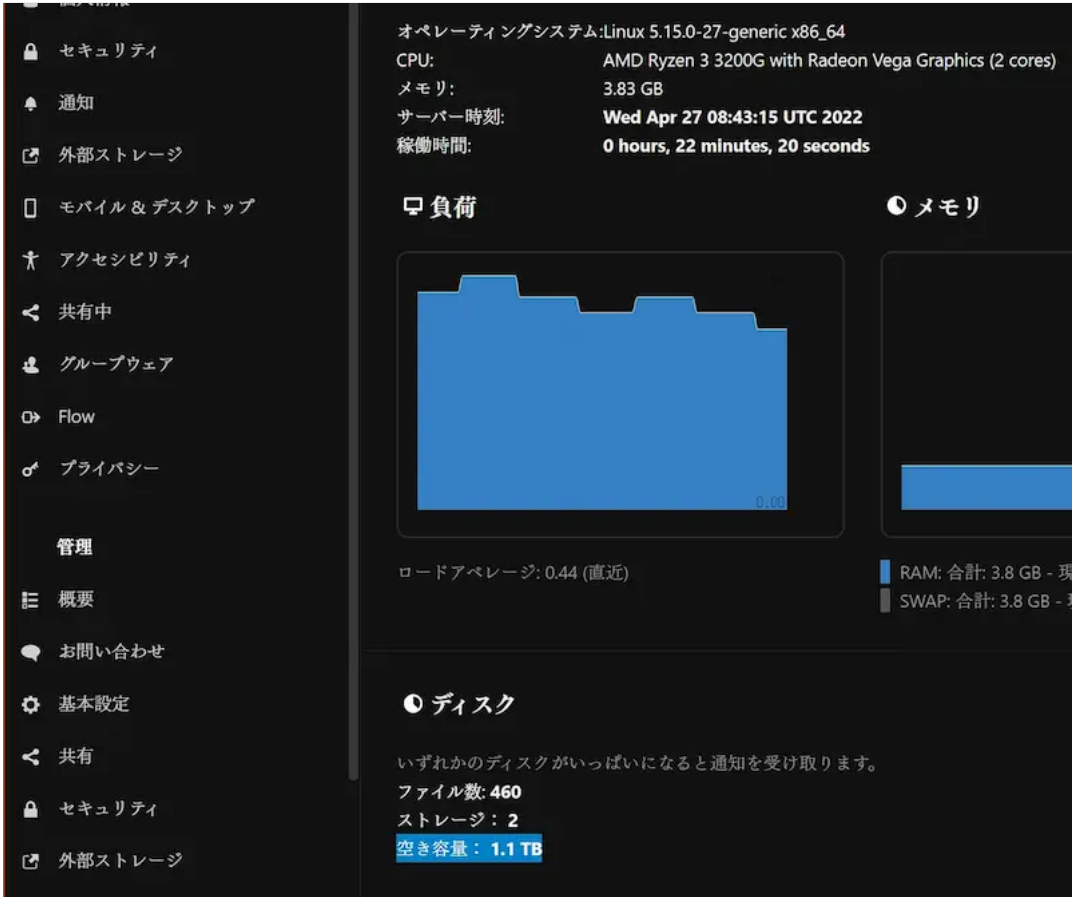 セキュリティ
通知
外部ストレージ
モバイル & デスクトップ
アクセシビリティ
共有中
グループウェア
Flow
プライバシー
管理
概要
お問い合わせ
基本設定
共有
セキュリティ
外部ストレージ
オペレーティングシステム:Linux 5.15.0-27-generic x86_64
CPU: AMD Ryzen 3 3200G with Radeon Vega Graphics (2 cores)
メモリ: 3.83 GB
サーバー時刻: Wed Apr 27 08:43:15 UTC 2022
稼働時間: 0 hours, 22 minutes, 20 seconds
負荷
0.00
ロードアベレージ: 0.44 (直近)
メモリ
RAM: 合計: 3.8 GB -
SWAP: 合計: 3.8 GB -
ディスク
いずれかのディスクがいっぱいになると通知を受け取ります。
ファイル数: 460
ストレージ： 2
空き容量： 1.1 TB